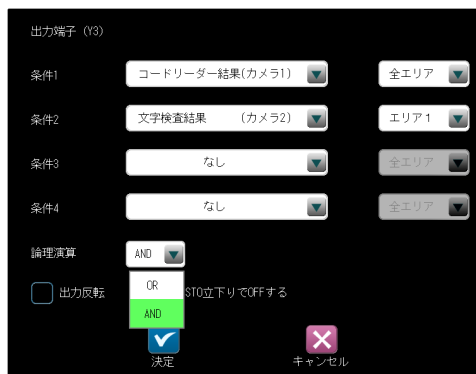 出力端子 (Y3)
条件1 コードリーダー結果(カメラ1) 全エリア
条件2 文字検査結果 (カメラ2) エリア1
条件3 なし 全エリア
条件4 なし 全エリア
論理演算 AND
OR
出力反転 STO立下りでOFFする
AND
決定 キャンセル